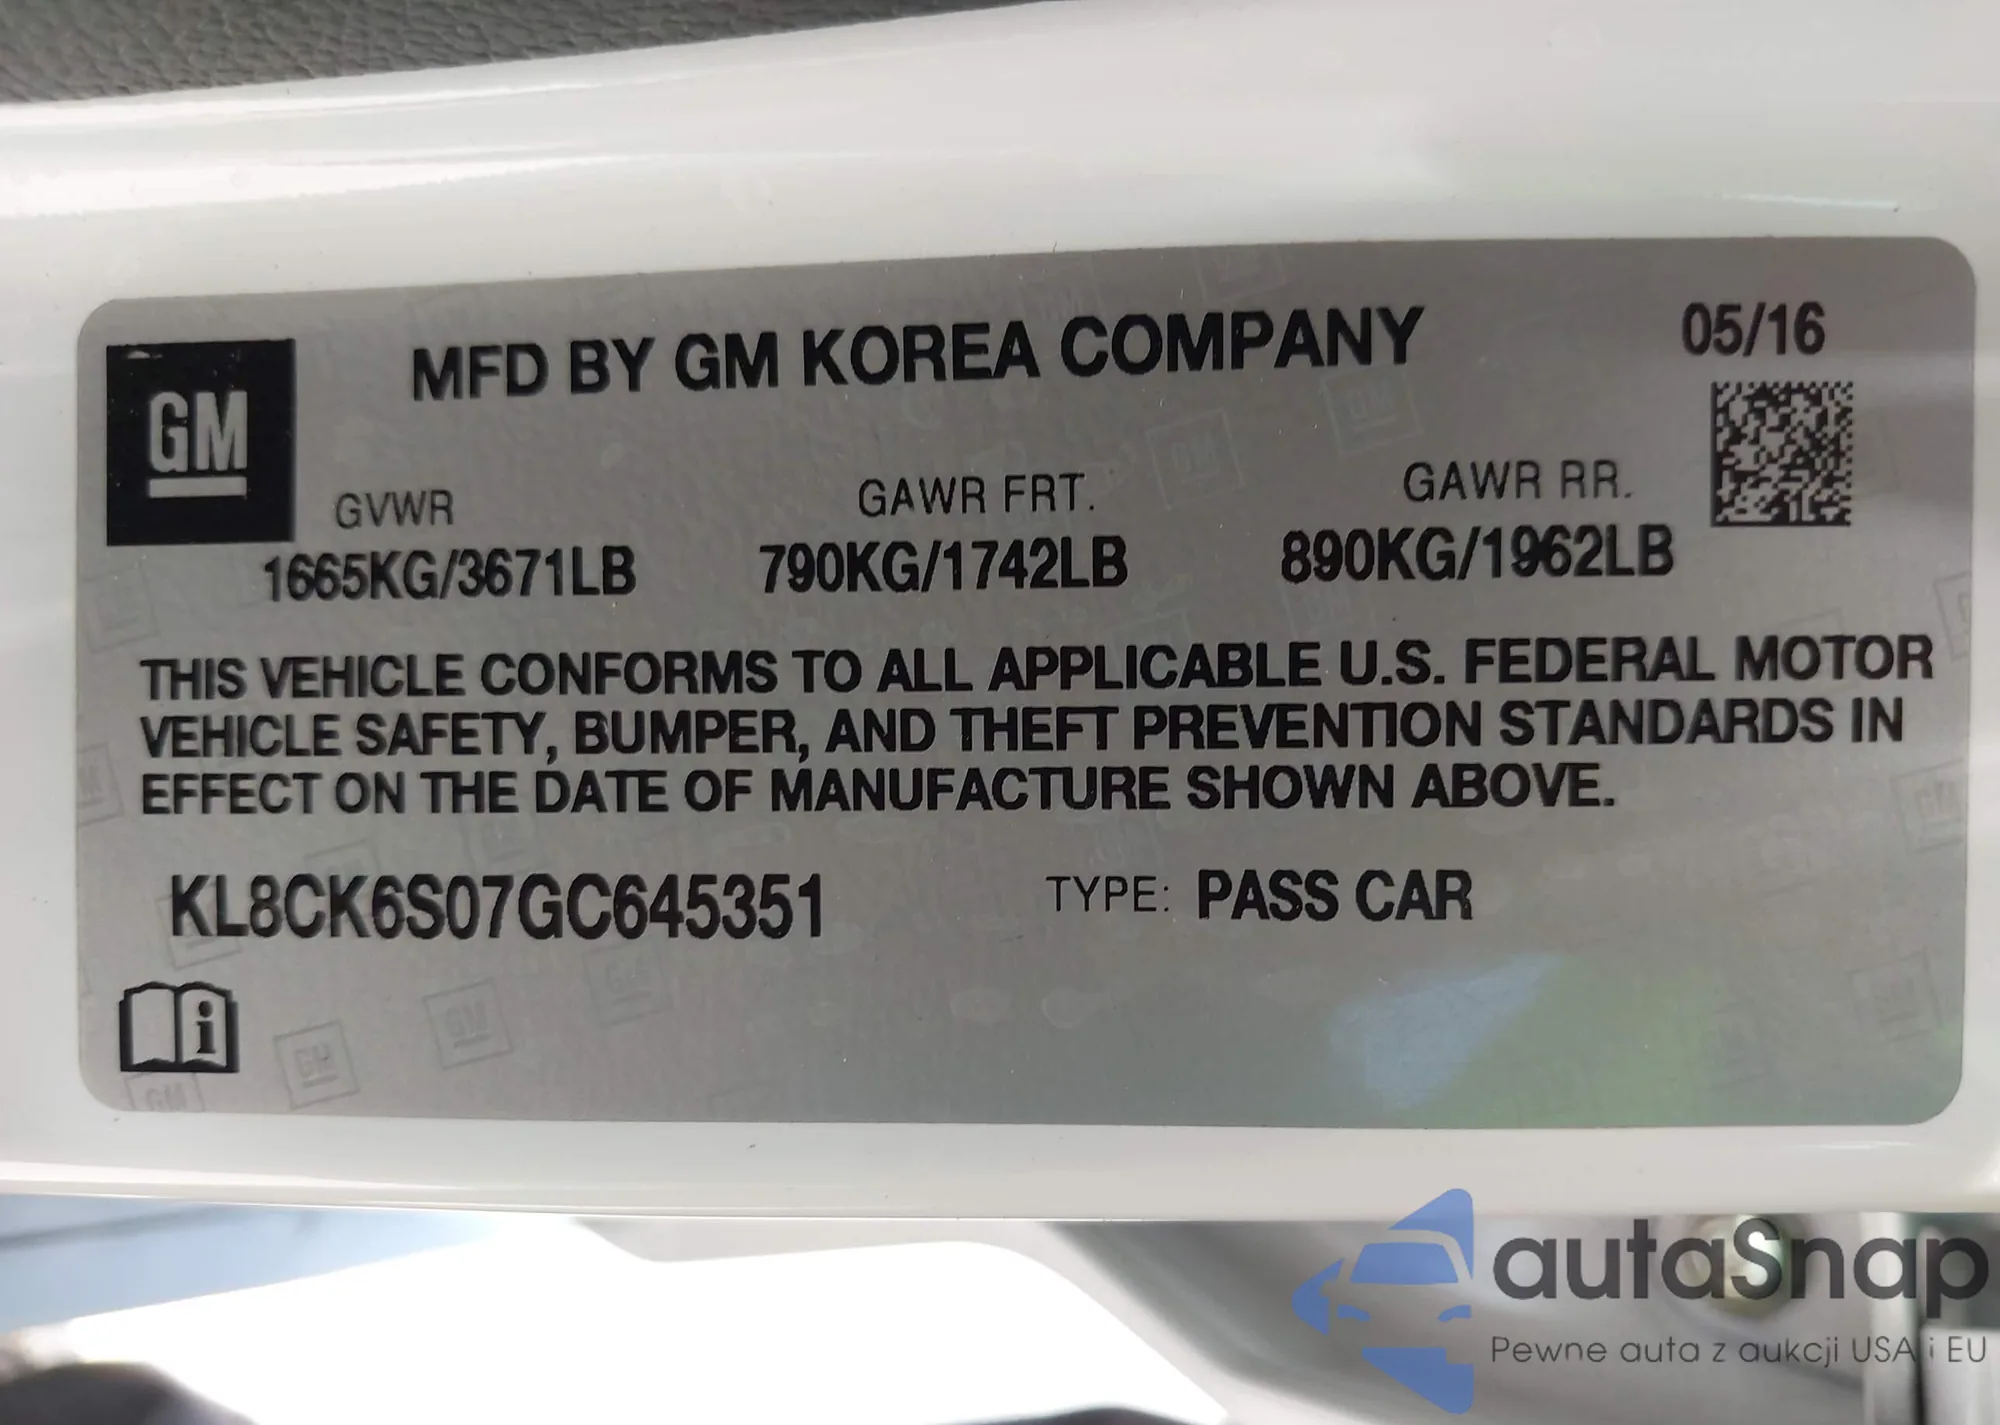 MFD BY GM KOREA COMPANY
05/16
GM
GVWR
GAWR FRT.
GAWR RR.
1665KG/3671LB
790KG/1742LB
890KG/1962LB
THIS VEHICLE CONFORMS TO ALL APPLICABLE U.S. FEDERAL MOTOR
VEHICLE SAFETY, BUMPER, AND THEFT PREVENTION STANDARDS IN
EFFECT ON THE DATE OF MANUFACTURE SHOWN ABOVE.
KL8CK6S07GC645351
TYPE: PASS CAR
i
autaSnap
Pewne auta z aukcji USA i EU